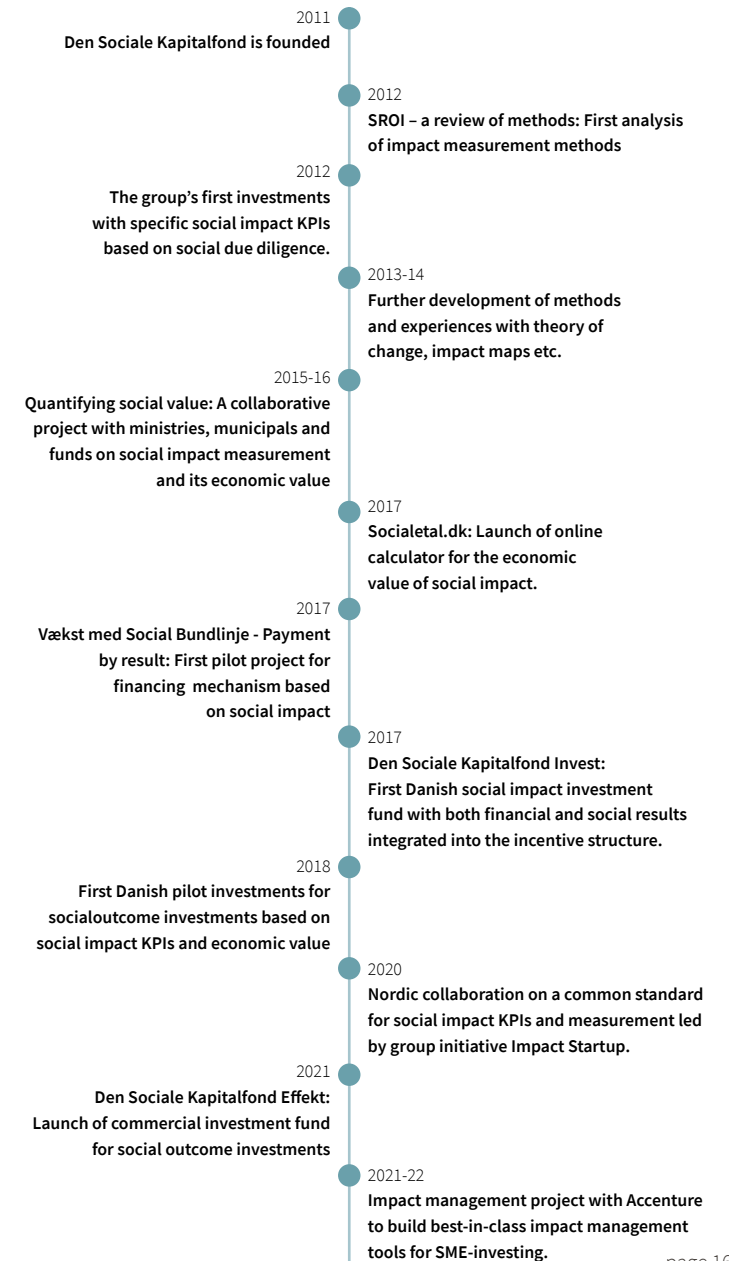 2011
Den Sociale Kapitalfond is founded
2012
SROI – a review of methods: First analysis
of impact measurement methods
2012
The group’s first investments
with specific social impact KPIs
based on social due diligence.
2013-14
Further development of methods
and experiences with theory of
change, impact maps etc.
2015-16
Quantifying social value: A collaborative
project with ministries, municipals and
funds on social impact measurement
and its economic value
2017
Socialetal.dk: Launch of online
calculator for the economic
value of social impact.
2017
Vækst med Social Bundlinje - Payment
by result: First pilot project for
financing  mechanism based
on social impact
2017
Den Sociale Kapitalfond Invest:
First Danish social impact investment
fund with both financial and social results
integrated into the incentive structure.
2018
First Danish pilot investments for
socialoutcome investments based on
social impact KPIs and economic value
2020
Nordic collaboration on a common standard
for social impact KPIs and measurement led
by group initiative Impact Startup.
2021
Den Sociale Kapitalfond Effekt:
Launch of commercial investment fund
for social outcome investments
2021-22
Impact management project with Accenture
to build best-in-class impact management
tools for SME-investing.
page 16